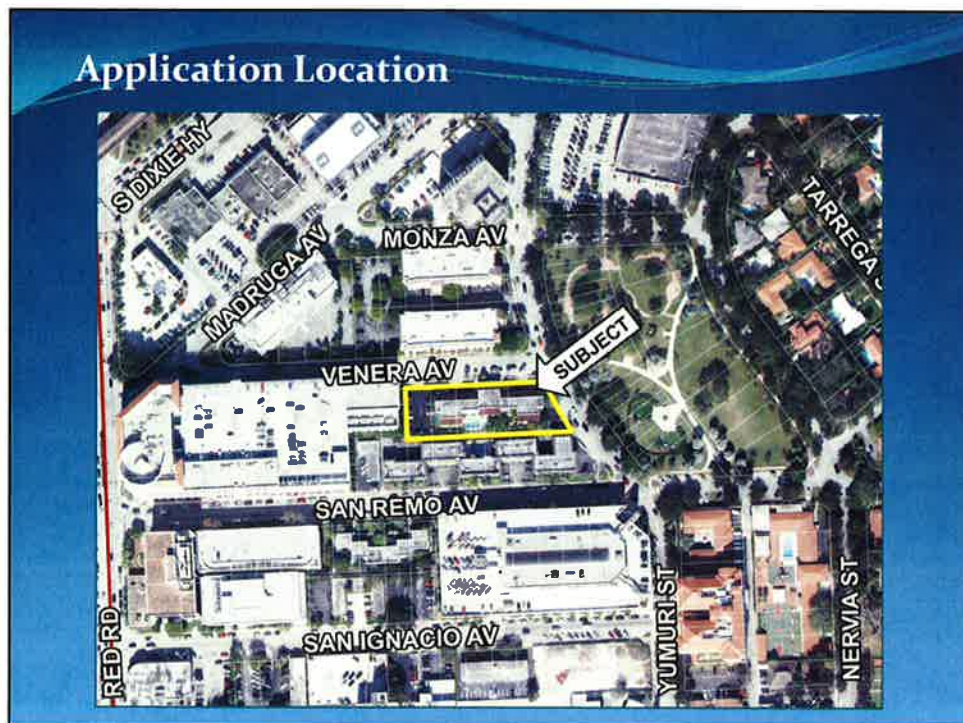 Application Location
S DIXIE HY
MADRUGA AV
MONZA AV
TARREGA S
SUBJECT
VENERA AV
SAN REMO AV
SAN IGNACIO AV
RED RD
YUMURI ST
NERVIA ST